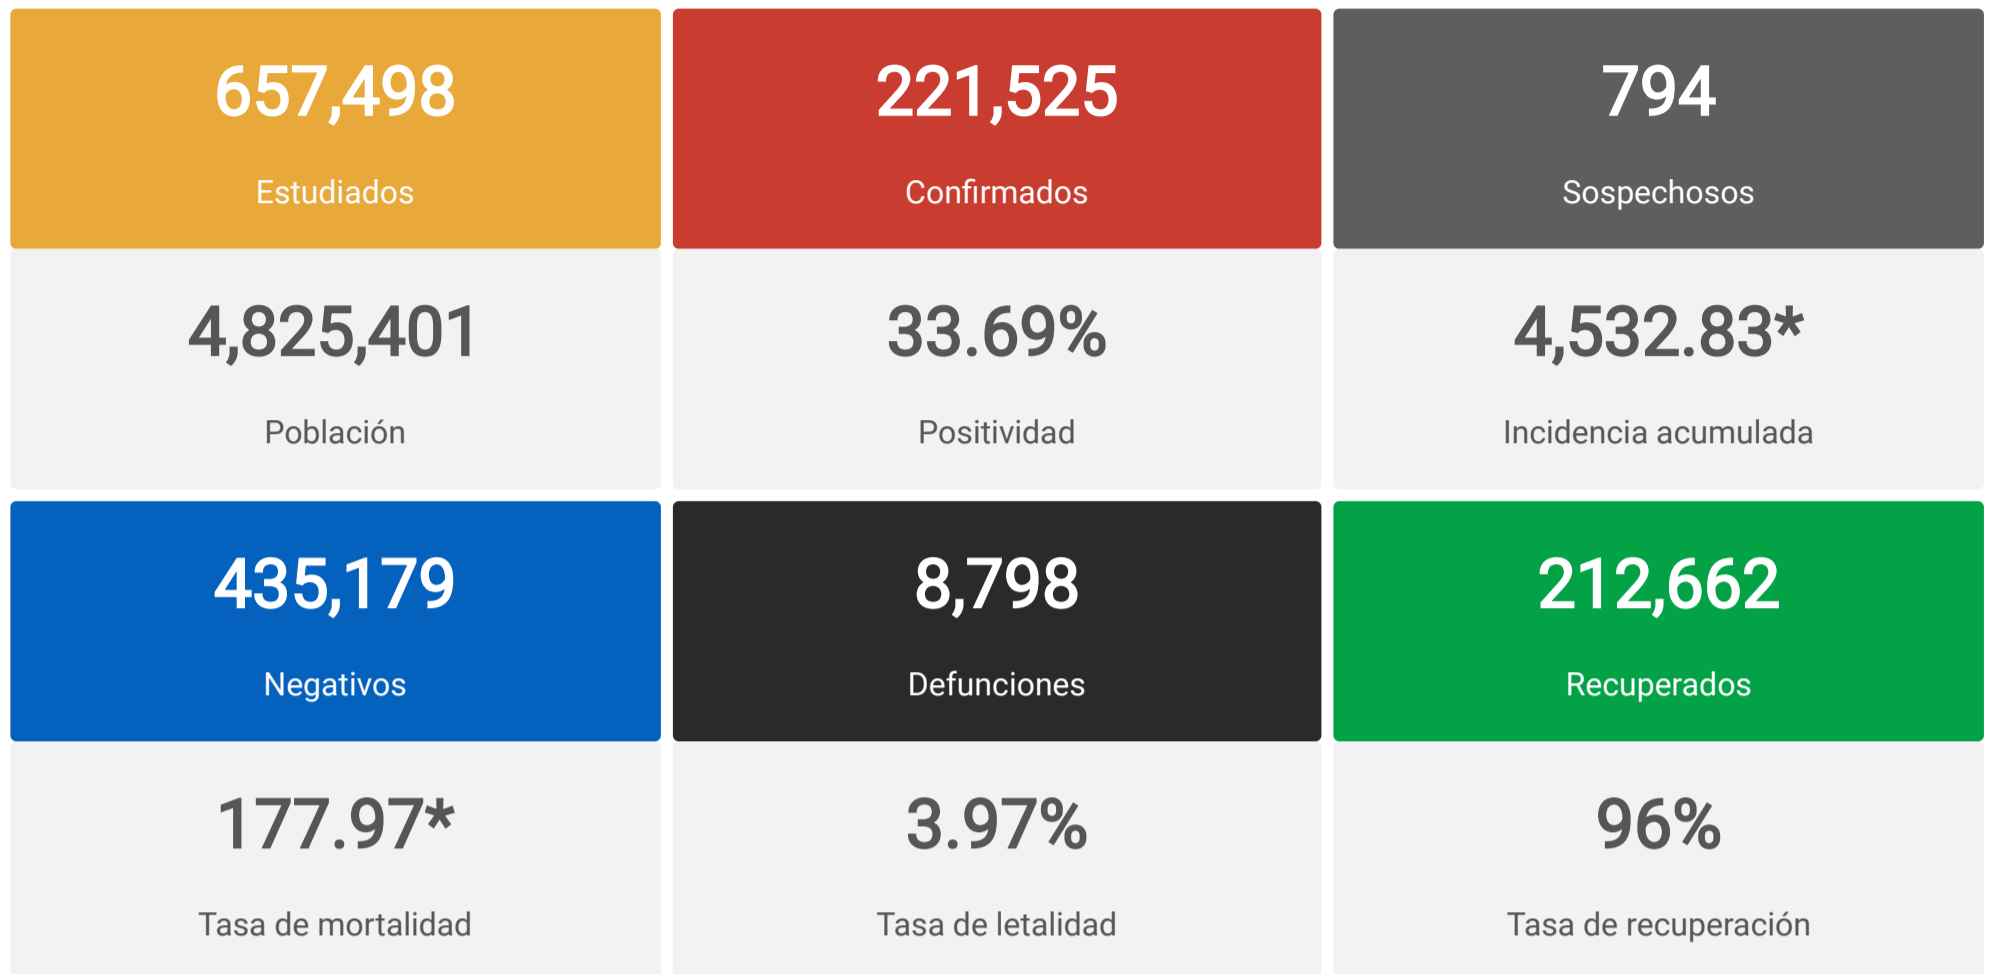 657,498
Estudiados
221,525
Confirmados
794
Sospechosos
4,825,401
Población
33.69%
Positividad
4,532.83*
Incidencia acumulada
435,179
Negativos
8,798
Defunciones
212,662
Recuperados
177.97*
Tasa de mortalidad
3.97%
Tasa de letalidad
96%
Tasa de recuperación